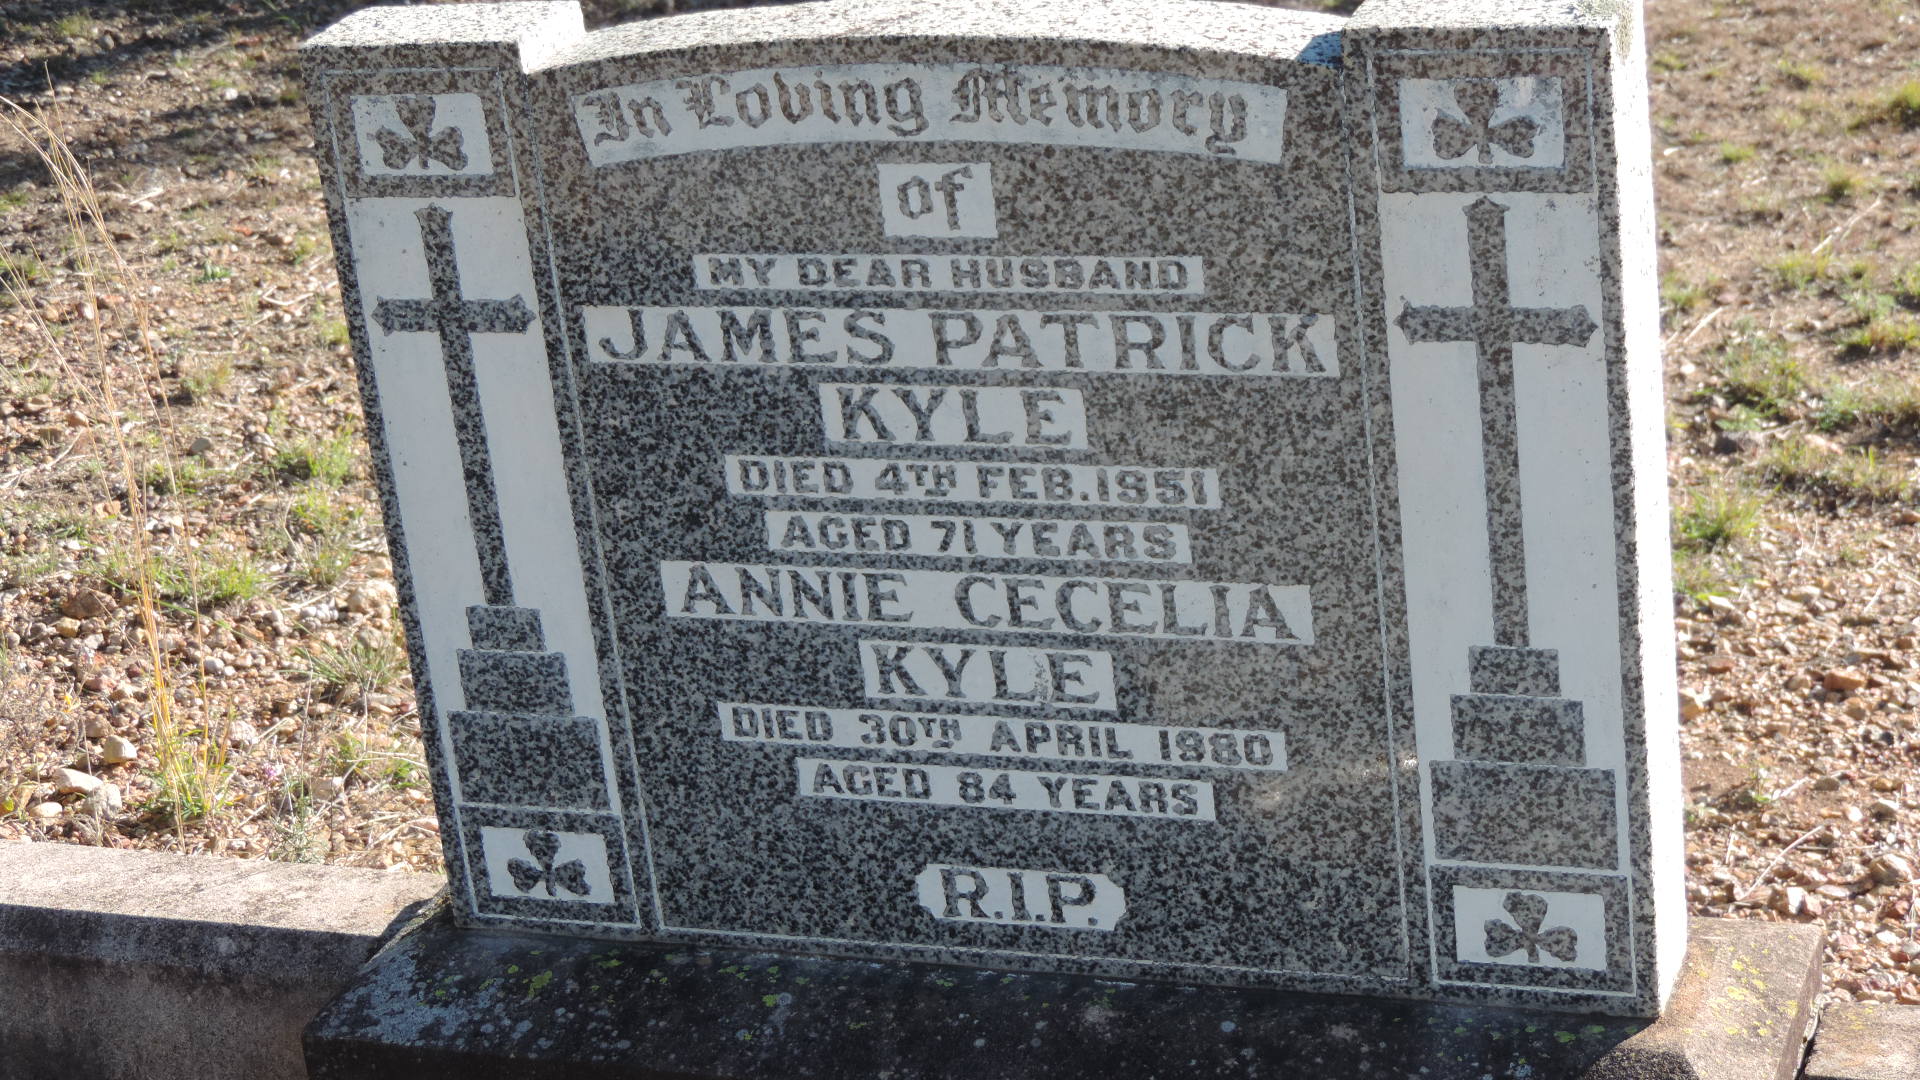 In Loving Memory
of
MY DEAR HUSBAND
JAMES PATRICK
KYLE
DIED 4TH FEB. 1951
AGED 71 YEARS
ANNIE CECELIA
KYLE
DIED 30TH APRIL 1980
AGED 84 YEARS
R.I.P.